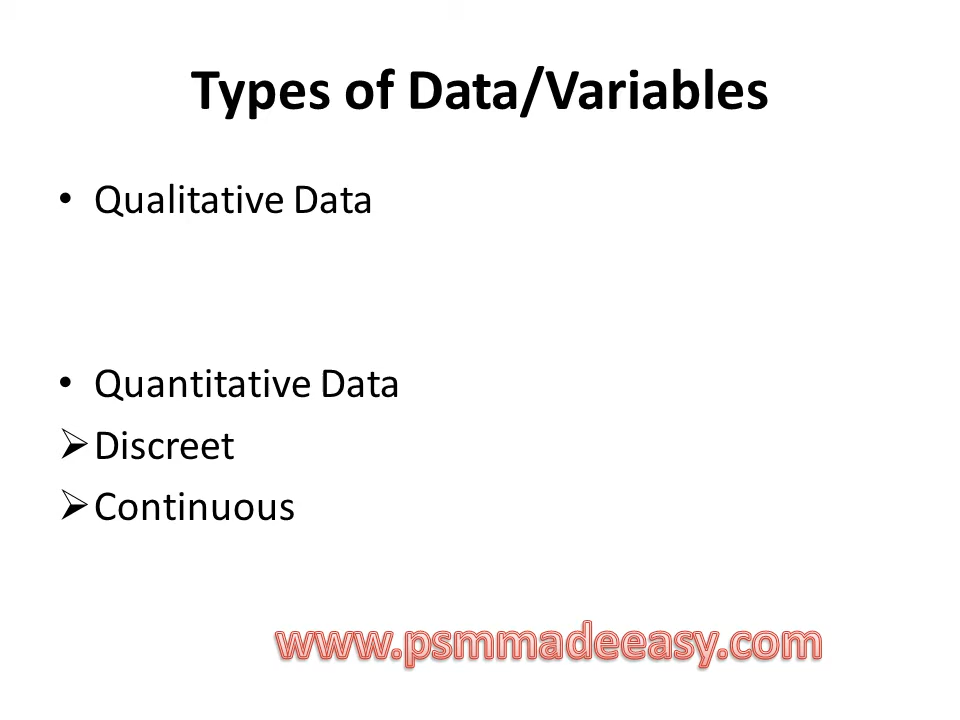 Types of Data/Variables
• Qualitative Data
• Quantitative Data
➢ Discreet
➢ Continuous
www.psmmadeeasy.com